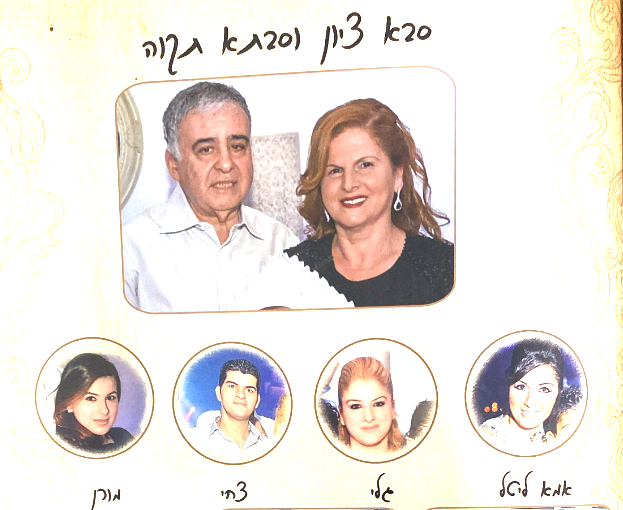 סבא ציון וסבתא תקוה
אמא ליטל
גלי
צחי
מורן